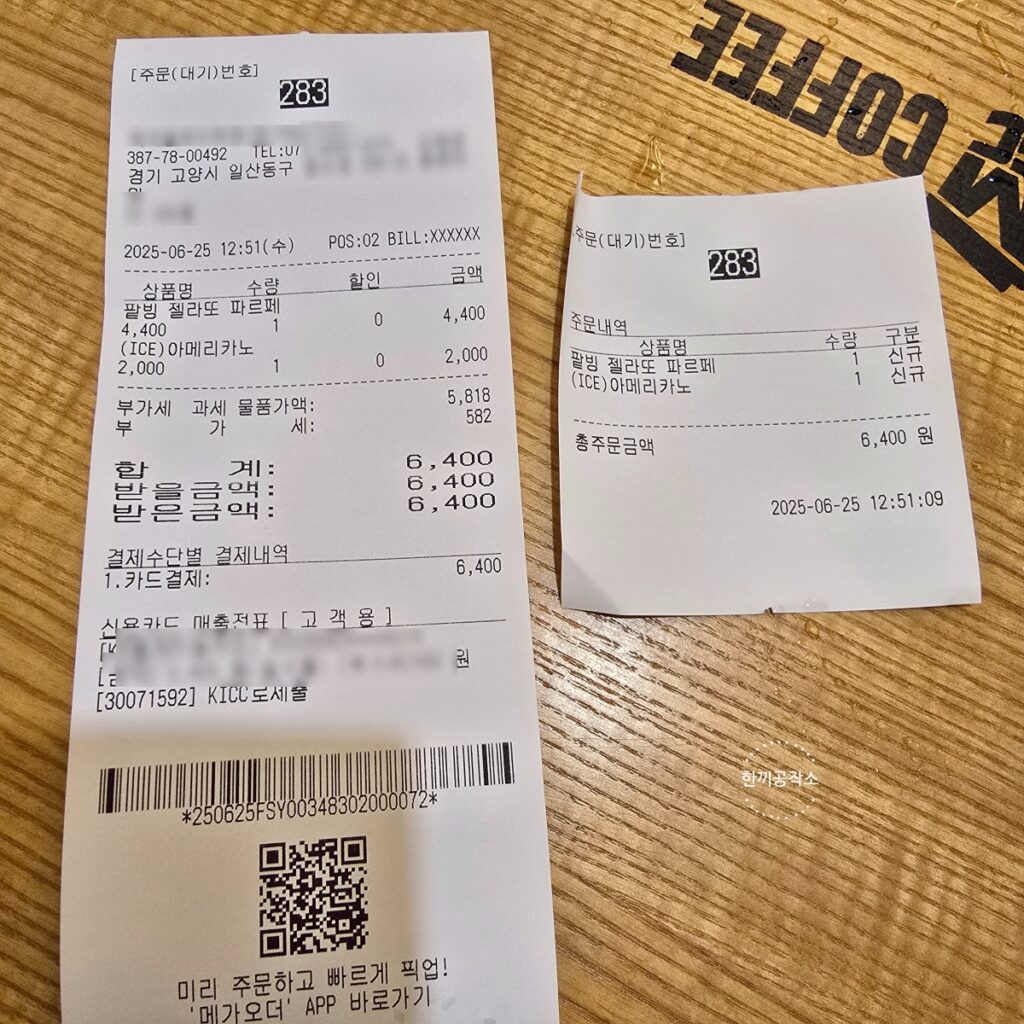 [주문(대기)번호]
283
387-78-00492 TEL:07
경기 고양시 일산동구
2025-06-25 12:51(수) POS:02 BILL:XXXXXX
상품명 수량 할인 금액
팥빙 젤라또 파르페
4,400 1 0 4,400
(ICE)아메리카노
2,000 1 0 2,000
부가세 과세 물품가액: 5,818
부 가 세: 582
합 계: 6,400
받을금액: 6,400
받은금액: 6,400
결제수단별 결제내역
1.카드결제: 6,400
신용카드 매출전표 [ 고 객 용 ]
원
[30071592] KICC로세울
*250625FSY00348302000072*
미리 주문하고 빠르게 픽업!
'메가오더' APP 바로가기
주문(대기)번호]
283
주문내역
상품명 수량 구분
팥빙 젤라또 파르페 1 신규
(ICE)아메리카노 1 신규
총주문금액 6,400 원
2025-06-25 12:51:09
COFFEE
한끼공작소